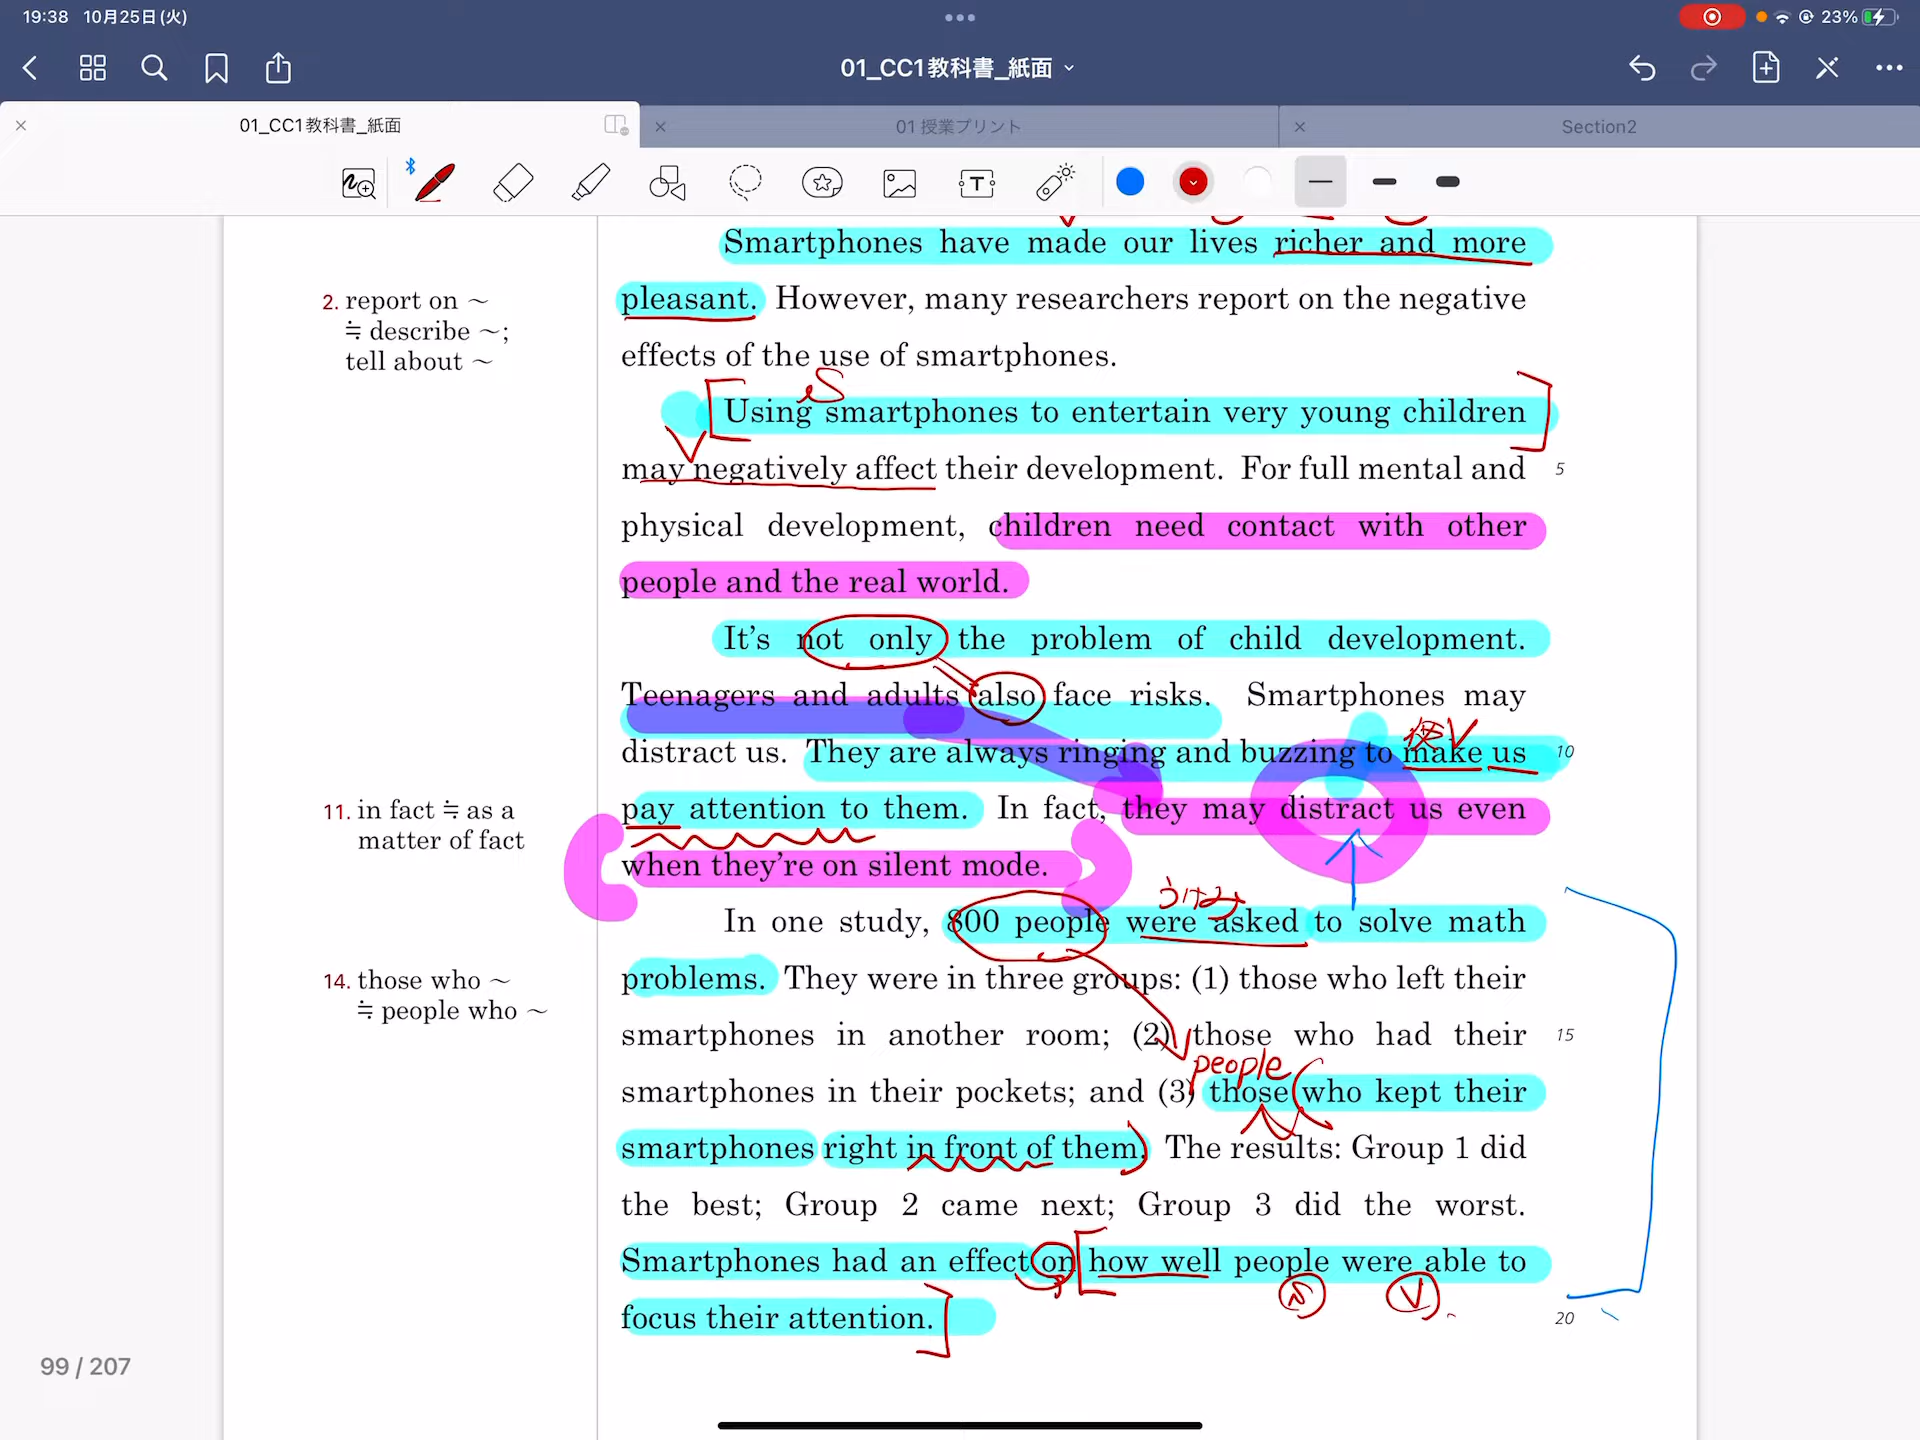 19:38 10月25日(火)
23%
01_CC1教科書_紙面
01_CC1教科書_紙面
01 授業プリント
Section2
Smartphones have made our lives richer and more
2. report on ~
≒ describe ~;
tell about ~
pleasant. However, many researchers report on the negative
effects of the use of smartphones.
S
Using smartphones to entertain very young children
V
may negatively affect their development. For full mental and 5
physical development, children need contact with other
people and the real world.
It's not only the problem of child development.
Teenagers and adults also face risks. Smartphones may
使V
distract us. They are always ringing and buzzing to make us 10
11. in fact ≒ as a
matter of fact
pay attention to them. In fact, they may distract us even
when they're on silent mode.
うけみ
In one study, 800 people were asked to solve math
14. those who ~
≒ people who ~
problems. They were in three groups: (1) those who left their
smartphones in another room; (2) those who had their 15
people
smartphones in their pockets; and (3) those who kept their
smartphones right in front of them. The results: Group 1 did
the best; Group 2 came next; Group 3 did the worst.
Smartphones had an effect on how well people were able to
S V
focus their attention. 20
99 / 207